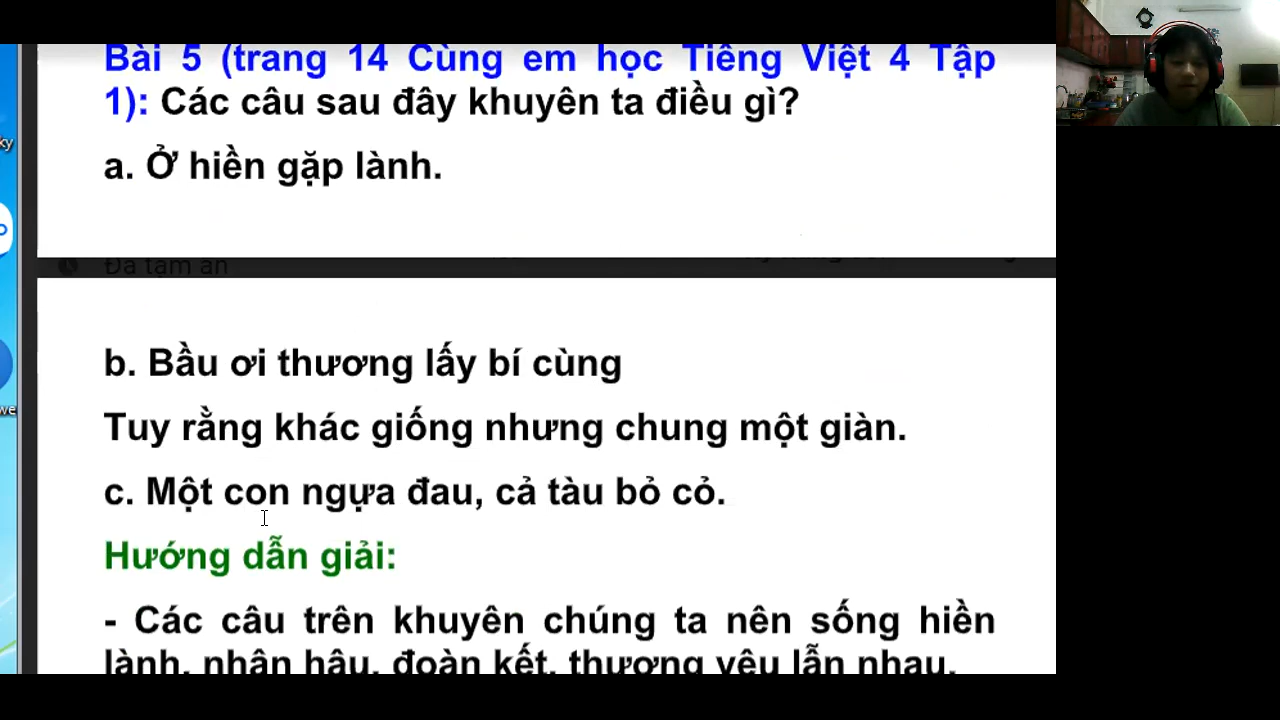 Bài 5 (trang 14 Cùng em học Tiếng Việt 4 Tập
1): Các câu sau đây khuyên ta điều gì?
a. Ở hiền gặp lành.
Đã tạm ẩn
b. Bầu ơi thương lấy bí cùng
Tuy rằng khác giống nhưng chung một giàn.
c. Một con ngựa đau, cả tàu bỏ cỏ.
Hướng dẫn giải:
- Các câu trên khuyên chúng ta nên sống hiền
lành, nhân hậu, đoàn kết, thương yêu lẫn nhau.